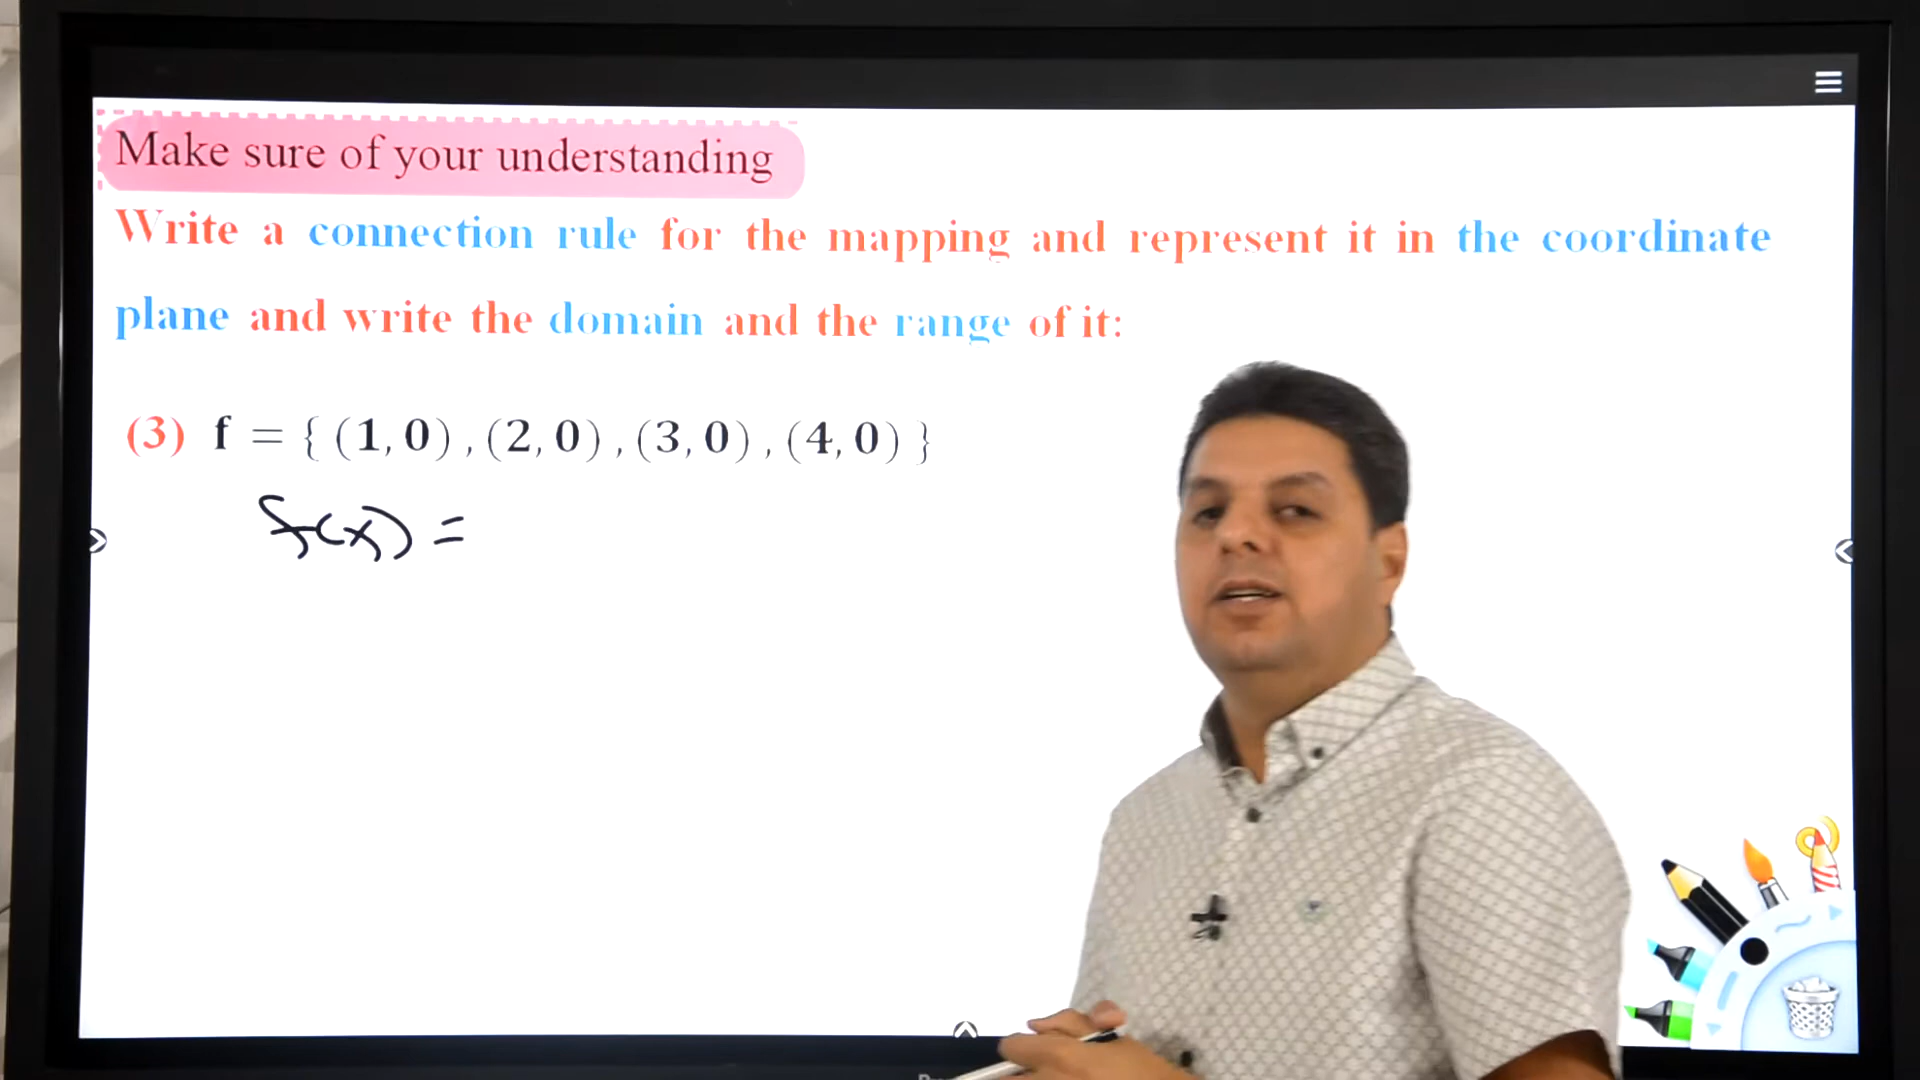 Make sure of your understanding
Write a connection rule for the mapping and represent it in the coordinate
plane and write the domain and the range of it:
(3) f = { (1, 0) , (2, 0) , (3, 0) , (4, 0) }
f(x) =